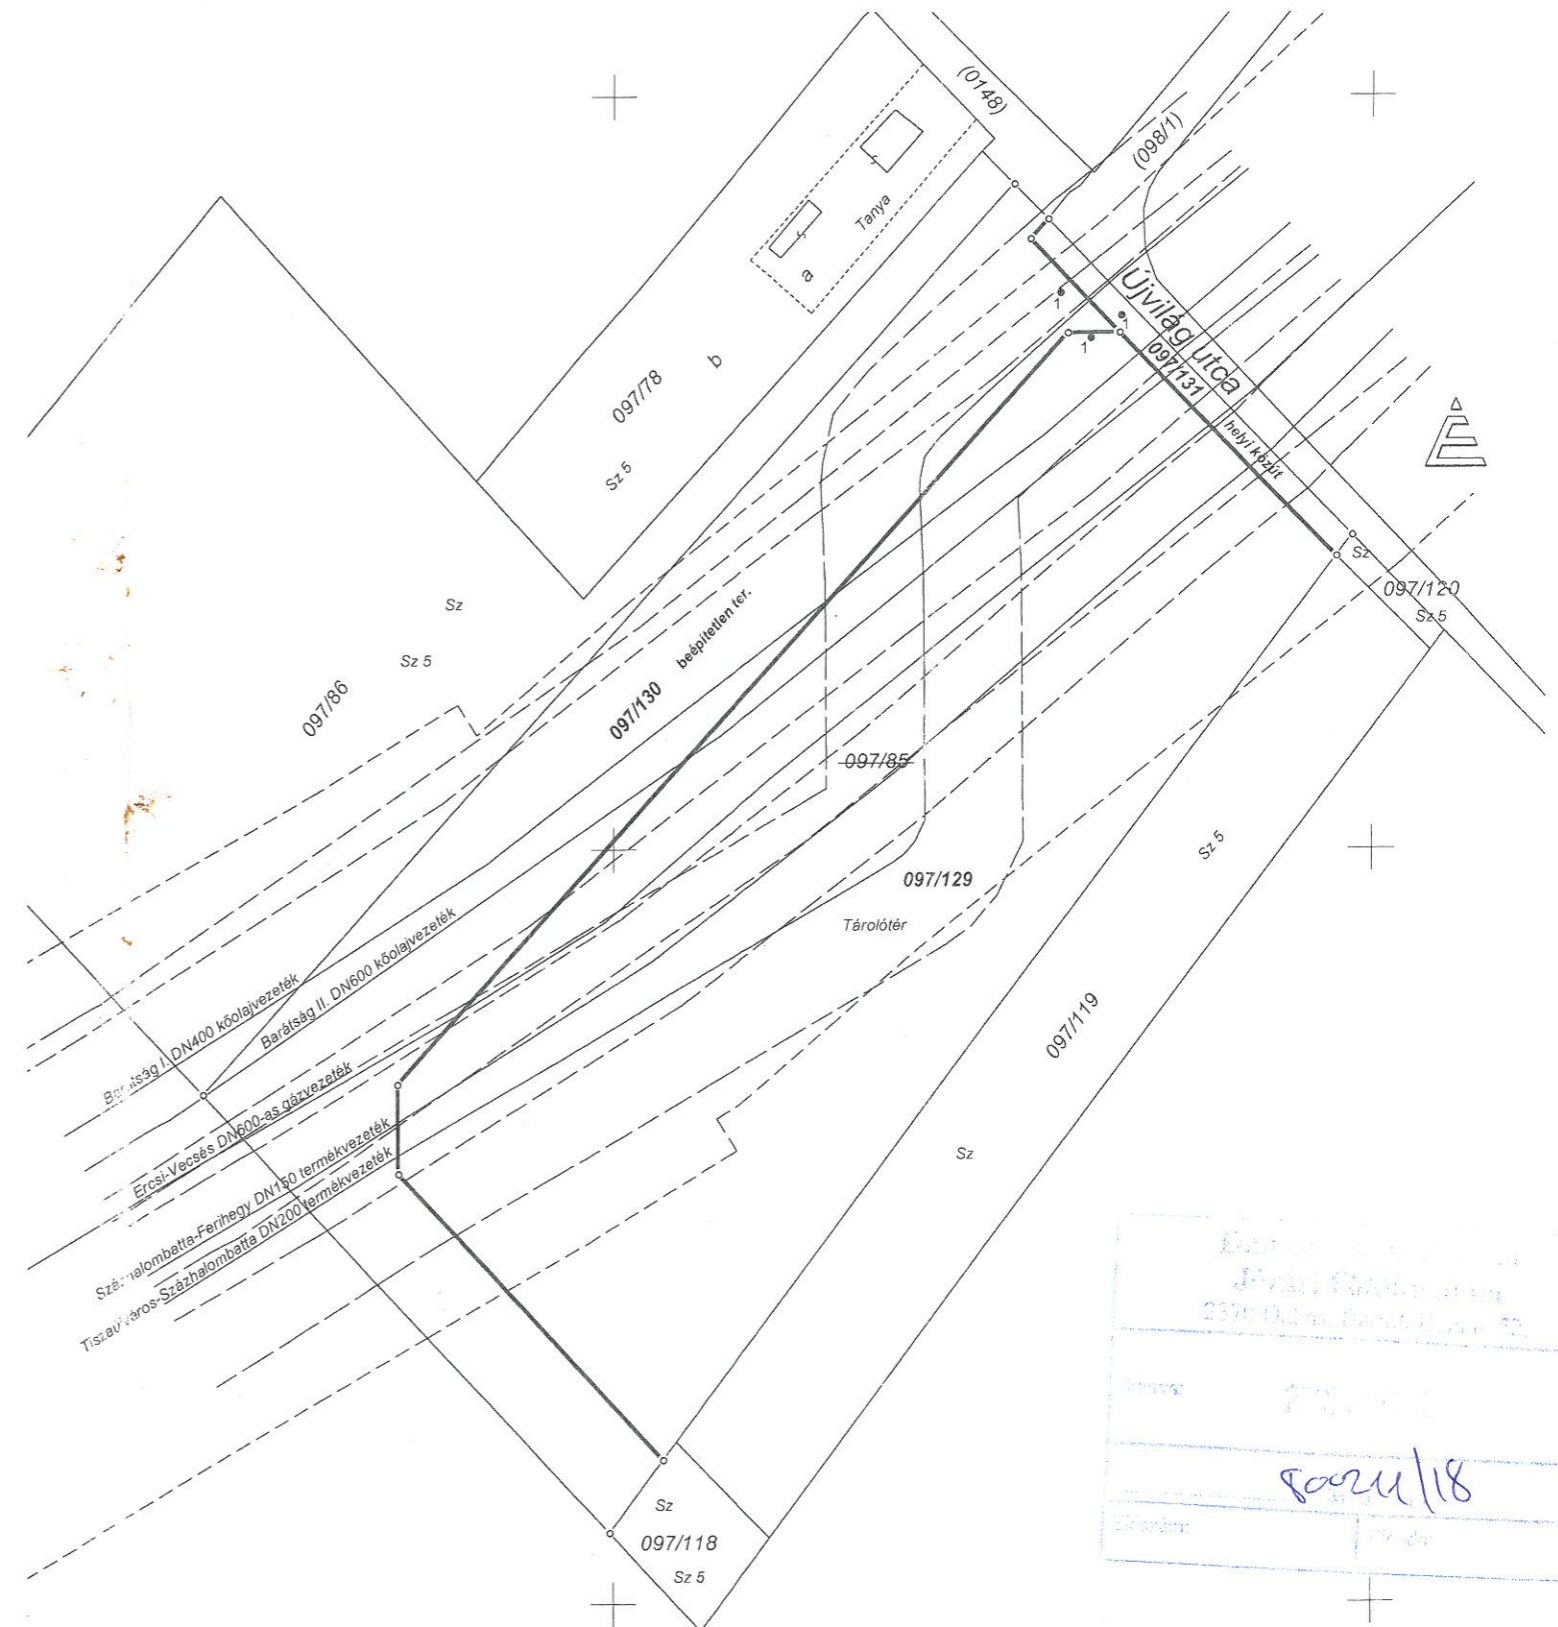 (0148)
(098/1)
Tanya
a
Újvilág utca
1
1
1
097/131
helyi közút
097/78
b
Sz 5
Sz
097/120
Sz 5
Sz
Sz 5
097/86
097/130
beépítetlen ter.
097/85
097/129
Tárolótér
Sz 5
097/119
Sz
Barátság I. DN400 kőolajvezeték
Barátság II. DN600 kőolajvezeték
Ercsi-Vecsés DN600-as gázvezeték
Százhalombatta-Ferihegy DN150 termékvezeték
Tiszaújváros-Százhalombatta DN200 termékvezeték
Sz
097/118
Sz 5
É